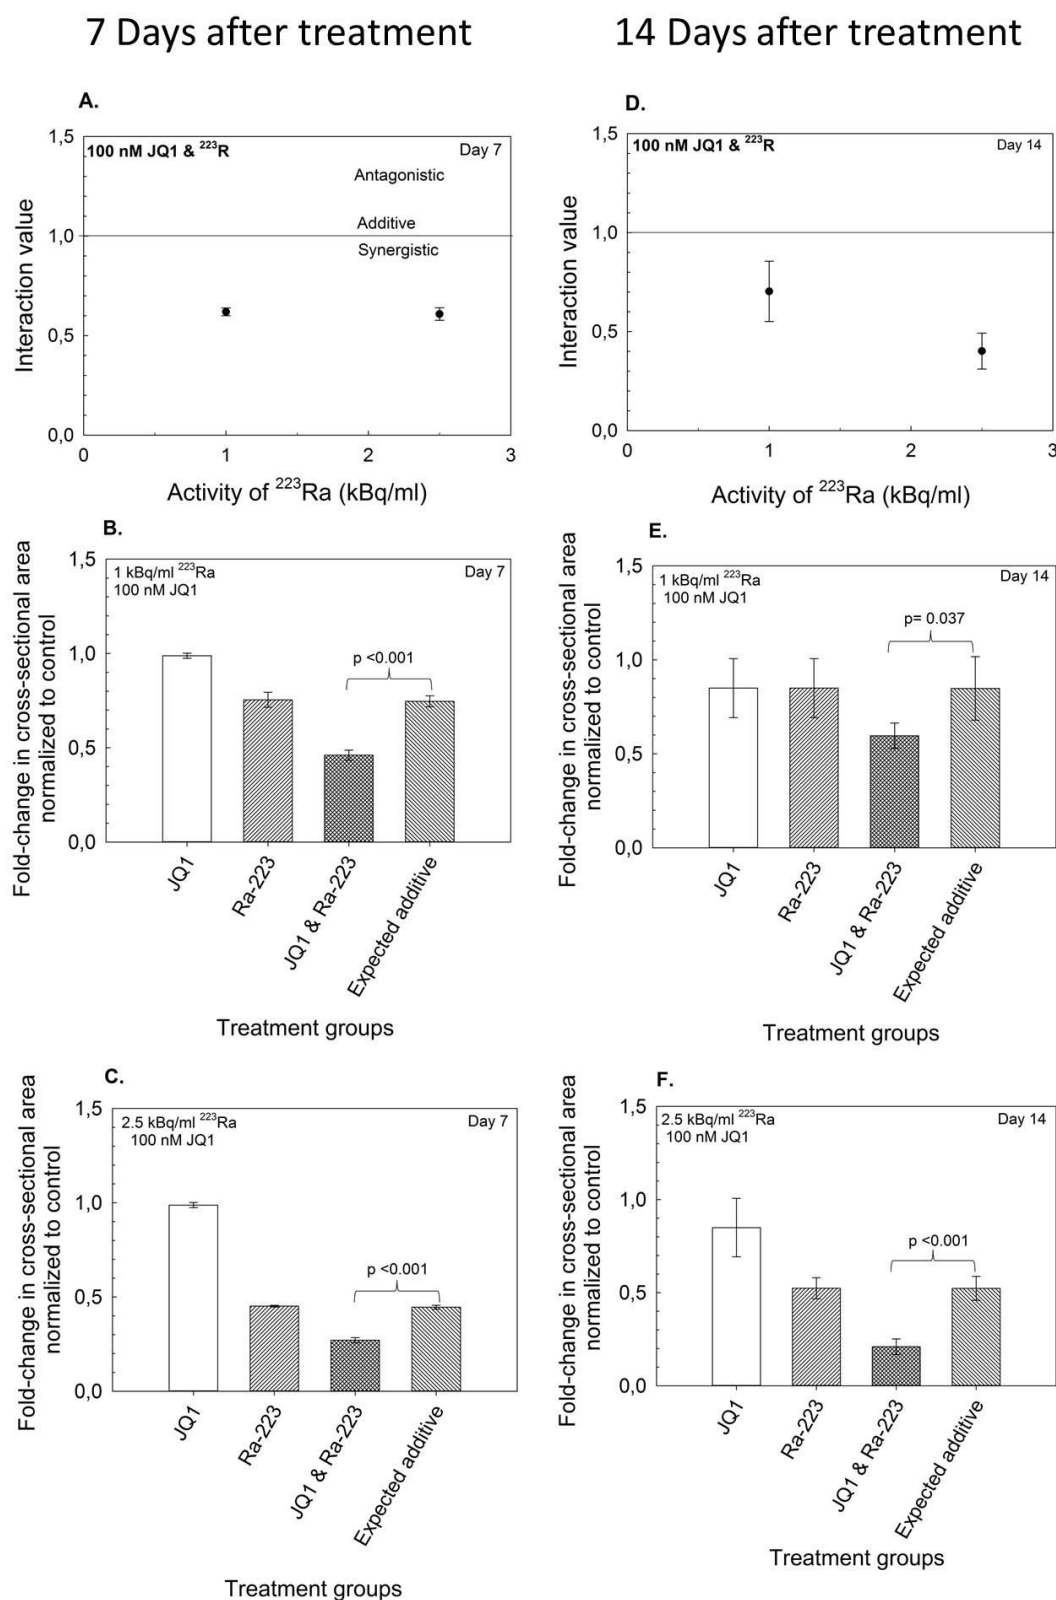 7 Days after treatment
14 Days after treatment
A.
1,5
1,0
0,5
0,0
0
1
2
3
100 nM JQ1 & ²²³R
Day 7
Antagonistic
Additive
Synergistic
Interaction value
Activity of ²²³Ra (kBq/ml)
D.
1,5
1,0
0,5
0,0
0
1
2
3
100 nM JQ1 & ²²³R
Day 14
Interaction value
Activity of ²²³Ra (kBq/ml)
B.
1,5
1,0
0,5
0,0
1 kBq/ml ²²³Ra
100 nM JQ1
Day 7
p <0.001
Fold-change in cross-sectional area
normalized to control
JQ1
Ra-223
JQ1 & Ra-223
Expected additive
Treatment groups
E.
1,5
1,0
0,5
0,0
1 kBq/ml ²²³Ra
100 nM JQ1
Day 14
p= 0.037
Fold-change in cross-sectional area
normalized to control
JQ1
Ra-223
JQ1 & Ra-223
Expected additive
Treatment groups
C.
1,5
1,0
0,5
0,0
2.5 kBq/ml ²²³Ra
100 nM JQ1
Day 7
p <0.001
Fold-change in cross-sectional area
normalized to control
JQ1
Ra-223
JQ1 & Ra-223
Expected additive
Treatment groups
F.
1,5
1,0
0,5
0,0
2.5 kBq/ml ²²³Ra
100 nM JQ1
Day 14
p <0.001
Fold-change in cross-sectional area
normalized to control
JQ1
Ra-223
JQ1 & Ra-223
Expected additive
Treatment groups